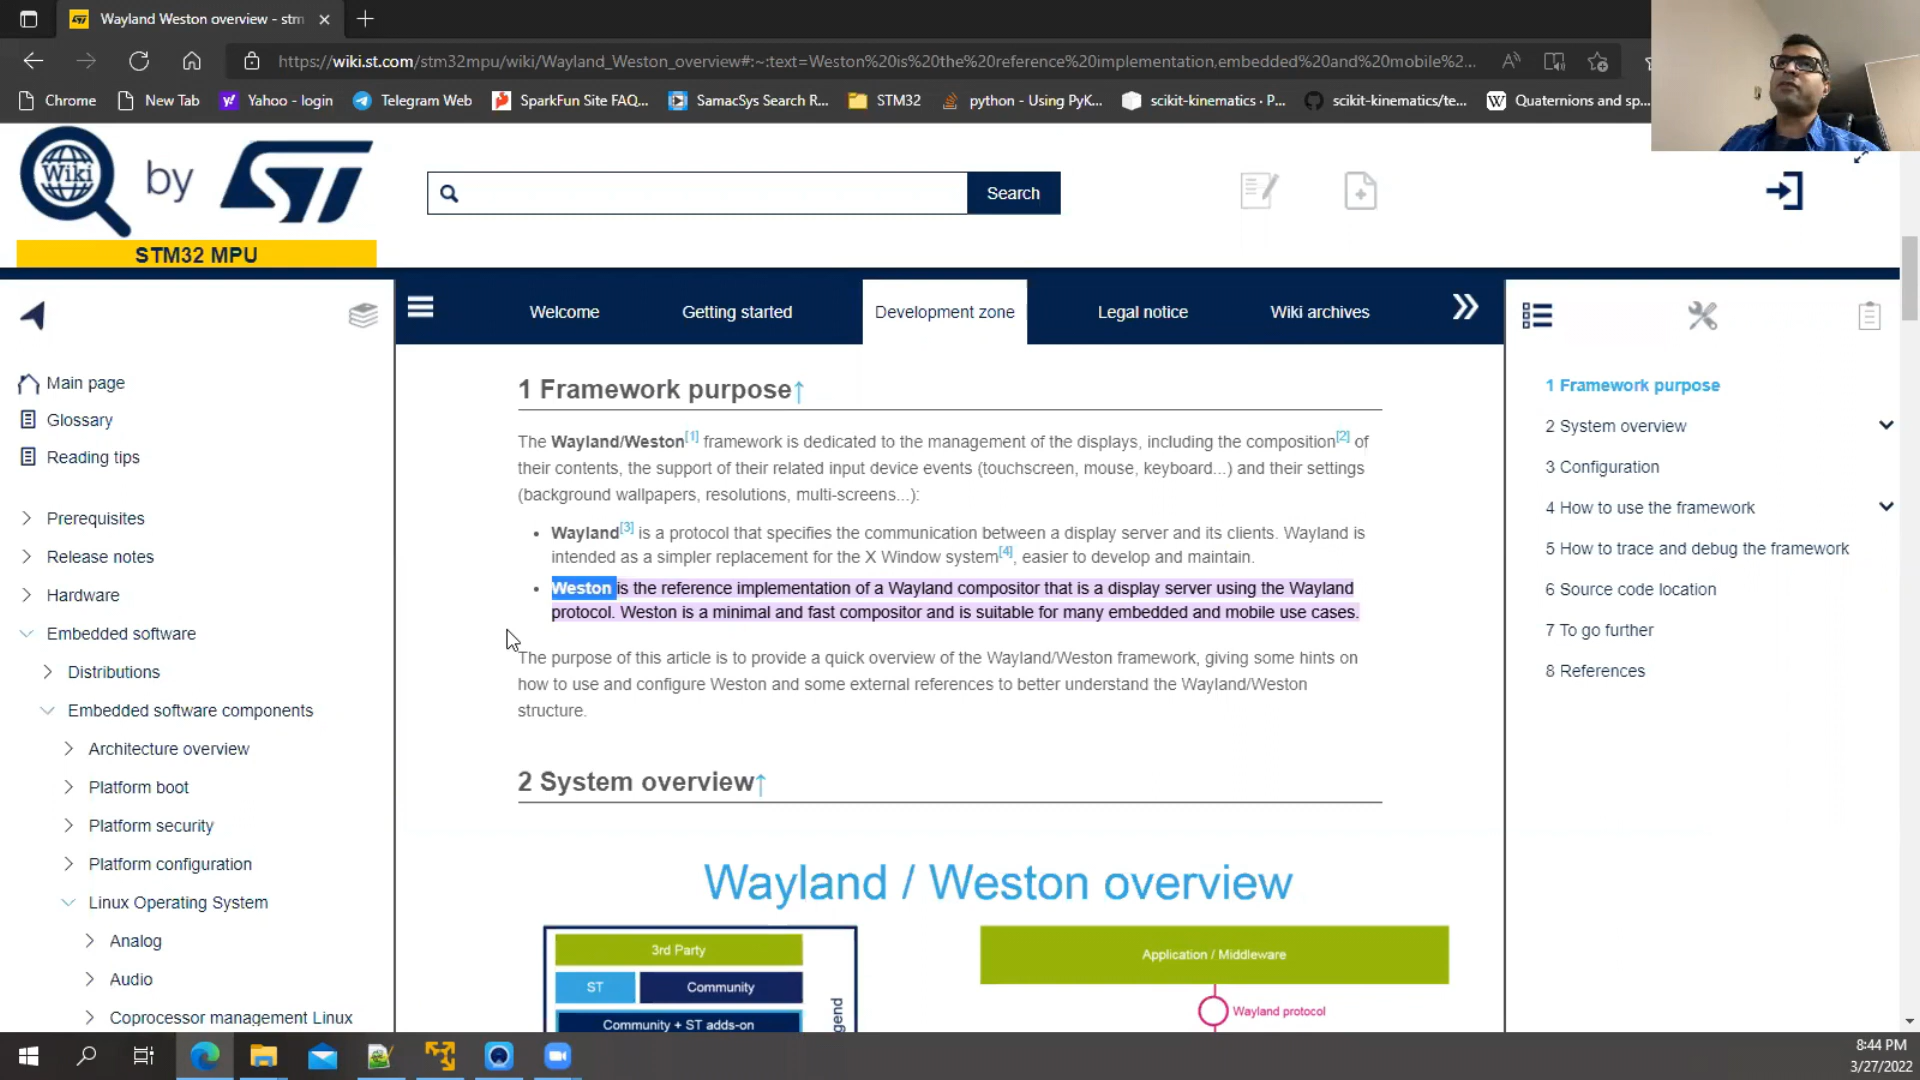 Wayland Weston overview - stm
https://wiki.st.com/stm32mpu/wiki/Wayland_Weston_overview#:~:text=Weston%20is%20the%20reference%20implementation,embedded%20and%20mobile%2...
Chrome
New Tab
Yahoo - login
Telegram Web
SparkFun Site FAQ...
SamacSys Search R...
STM32
python - Using PyK...
scikit-kinematics · P...
scikit-kinematics/te...
Quaternions and sp...
Wiki by ST
STM32 MPU
Search
Welcome
Getting started
Development zone
Legal notice
Wiki archives
Main page
Glossary
Reading tips
Prerequisites
Release notes
Hardware
Embedded software
Distributions
Embedded software components
Architecture overview
Platform boot
Platform security
Platform configuration
Linux Operating System
Analog
Audio
Coprocessor management Linux
1 Framework purpose↑
The Wayland/Weston[1] framework is dedicated to the management of the displays, including the composition[2] of
their contents, the support of their related input device events (touchscreen, mouse, keyboard...) and their settings
(background wallpapers, resolutions, multi-screens...):
• Wayland[3] is a protocol that specifies the communication between a display server and its clients. Wayland is
intended as a simpler replacement for the X Window system[4], easier to develop and maintain.
• Weston is the reference implementation of a Wayland compositor that is a display server using the Wayland
protocol. Weston is a minimal and fast compositor and is suitable for many embedded and mobile use cases.
The purpose of this article is to provide a quick overview of the Wayland/Weston framework, giving some hints on
how to use and configure Weston and some external references to better understand the Wayland/Weston
structure.
2 System overview↑
Wayland / Weston overview
3rd Party
ST
Community
Community + ST adds-on
Application / Middleware
Wayland protocol
1 Framework purpose
2 System overview
3 Configuration
4 How to use the framework
5 How to trace and debug the framework
6 Source code location
7 To go further
8 References
8:44 PM
3/27/2022